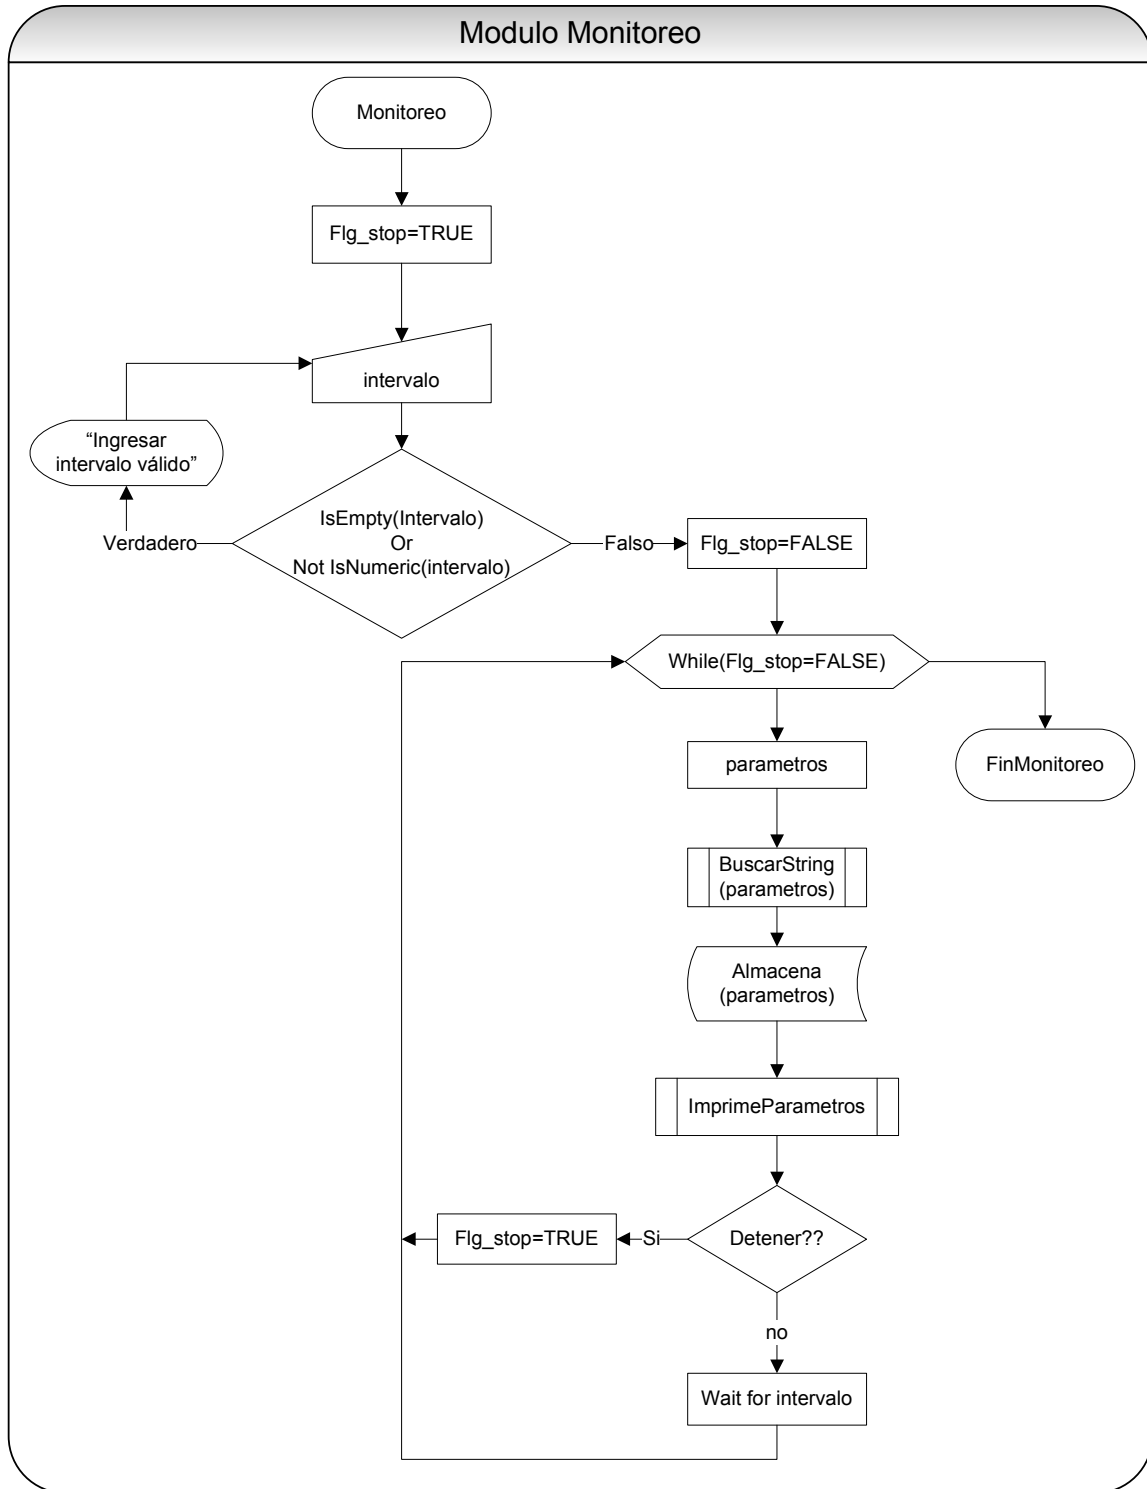 Modulo Monitoreo
Monitoreo
Flg_stop=TRUE
intervalo
“Ingresar
intervalo válido”
IsEmpty(Intervalo)
Or
Not IsNumeric(intervalo)
Verdadero
Falso
Flg_stop=FALSE
While(Flg_stop=FALSE)
parametros
FinMonitoreo
BuscarString
(parametros)
Almacena
(parametros)
ImprimeParametros
Flg_stop=TRUE
Si
Detener??
no
Wait for intervalo